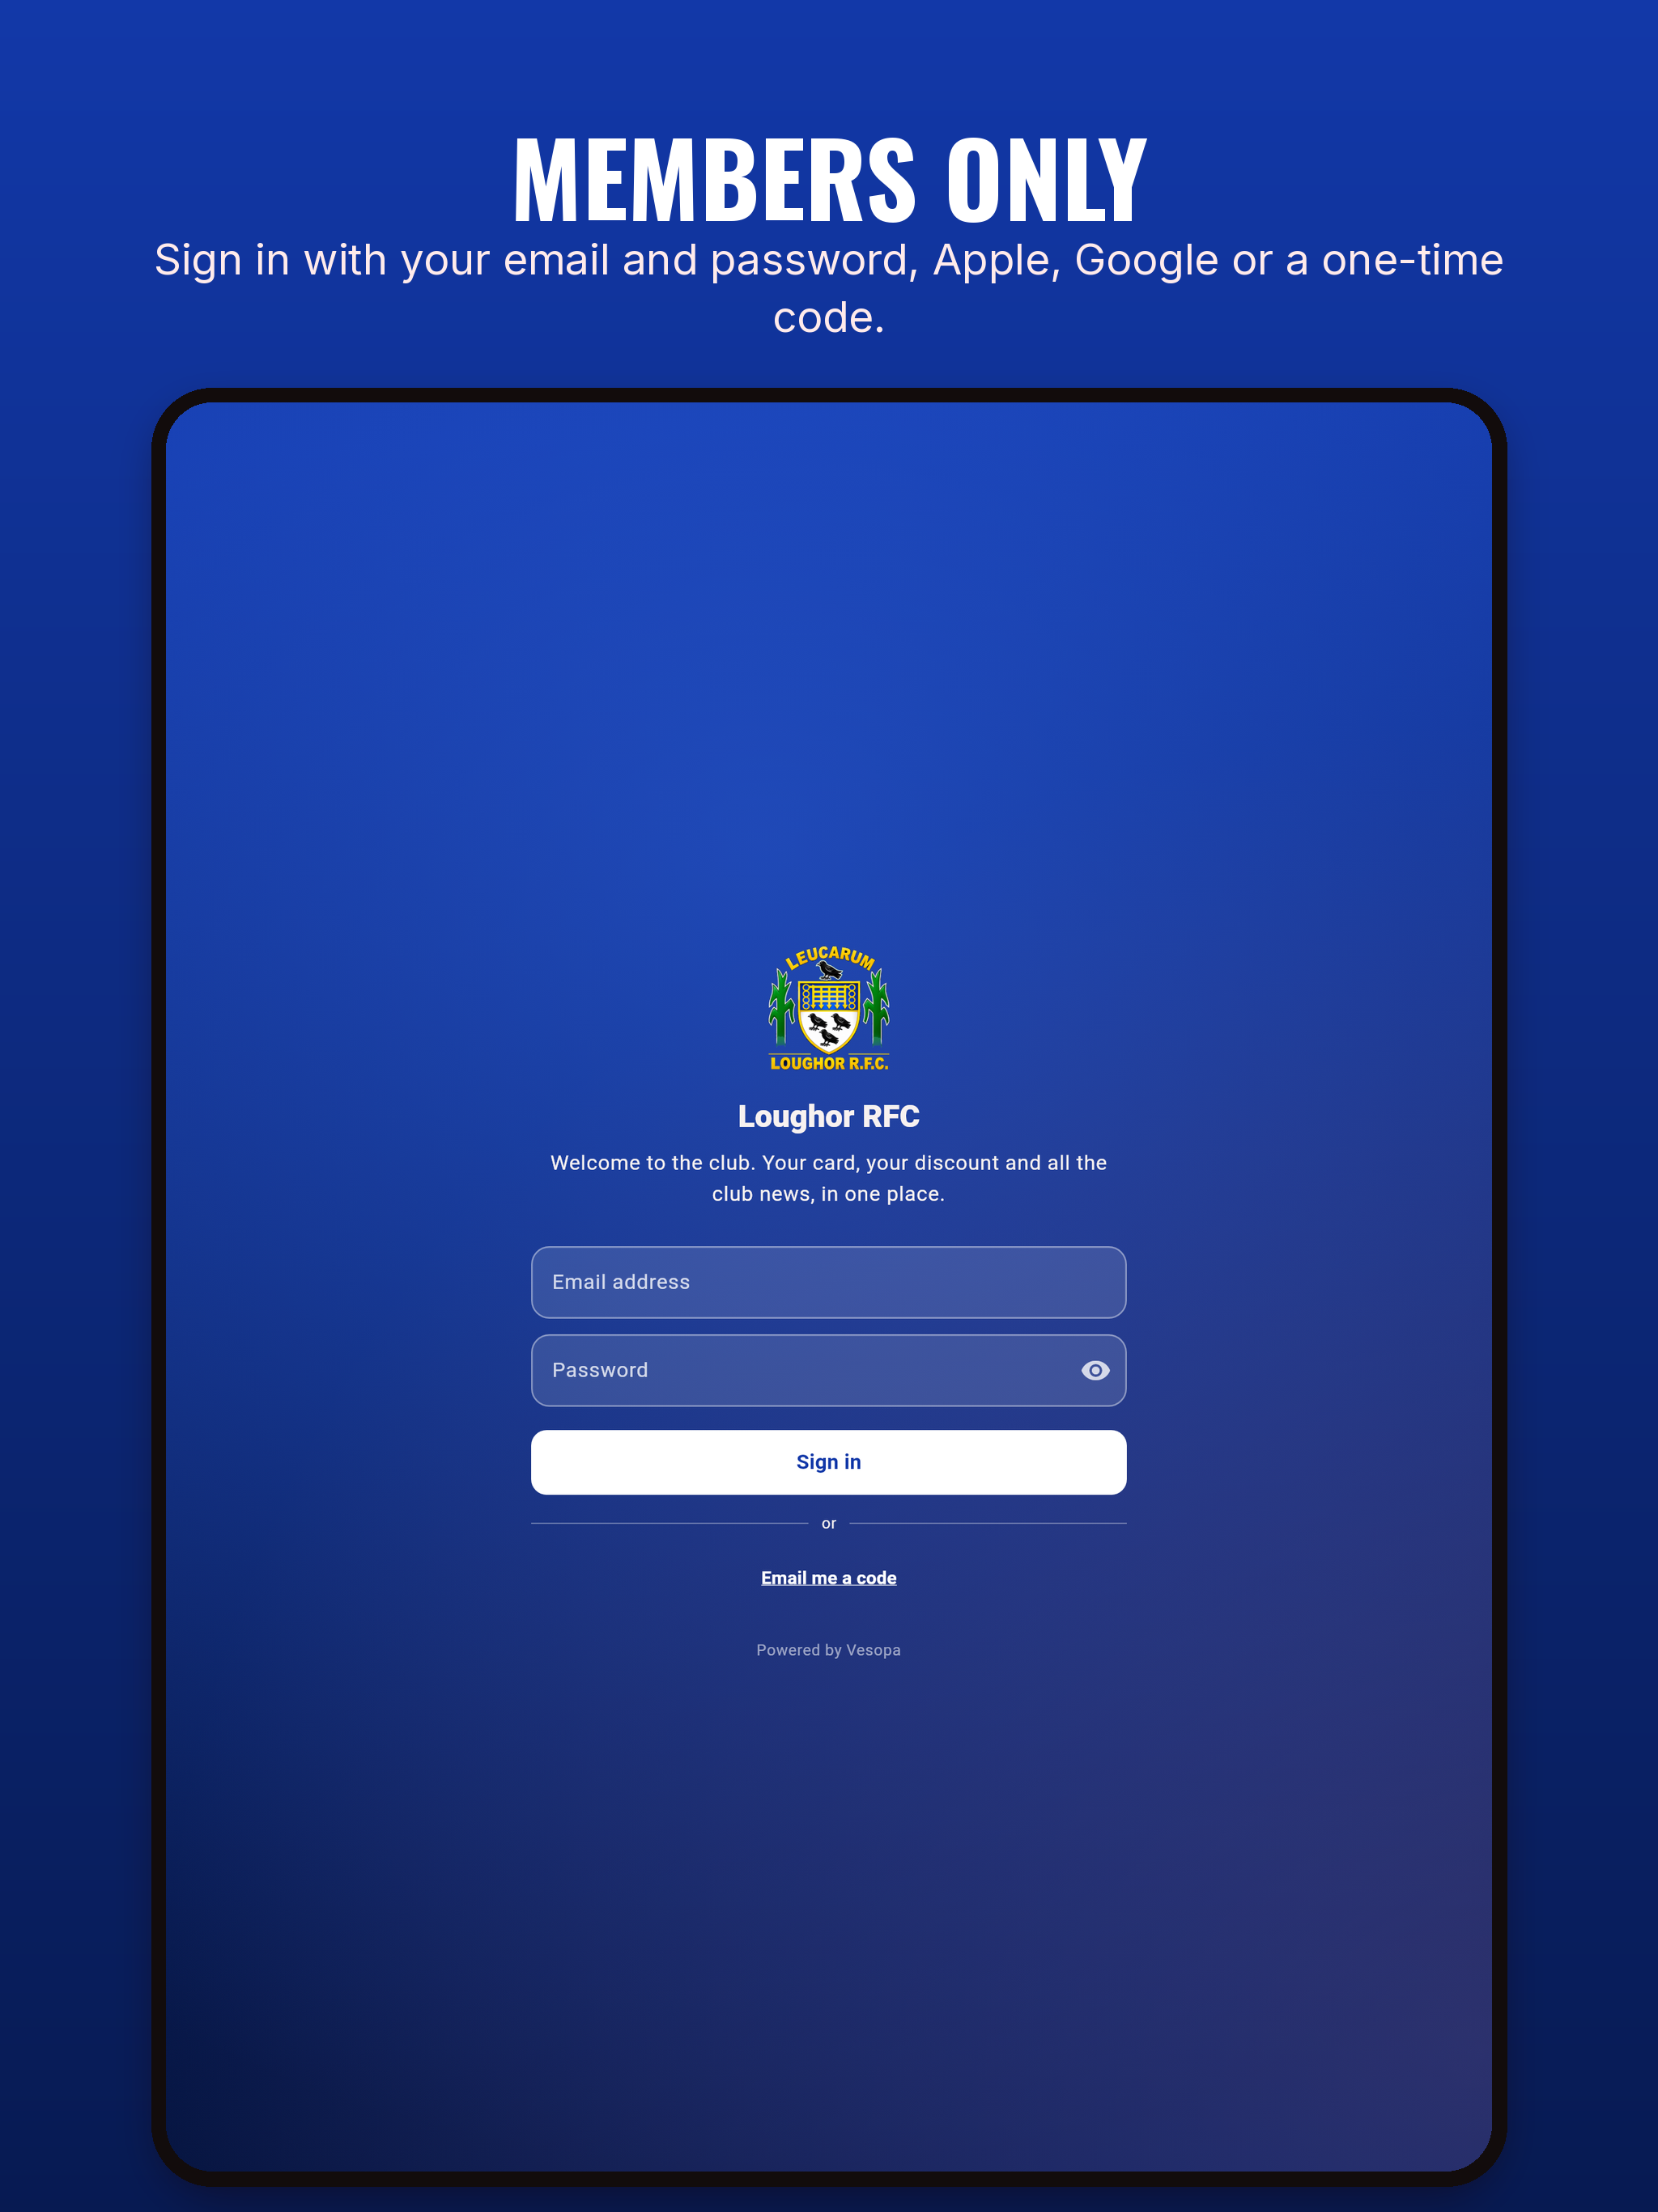 MEMBERS ONLY
Sign in with your email and password, Apple, Google or a one-time
code.
LEUCARUM
LOUGHOR R.F.C.
Loughor RFC
Welcome to the club. Your card, your discount and all the
club news, in one place.
Email address
Password
Sign in
or
Email me a code
Powered by Vesopa